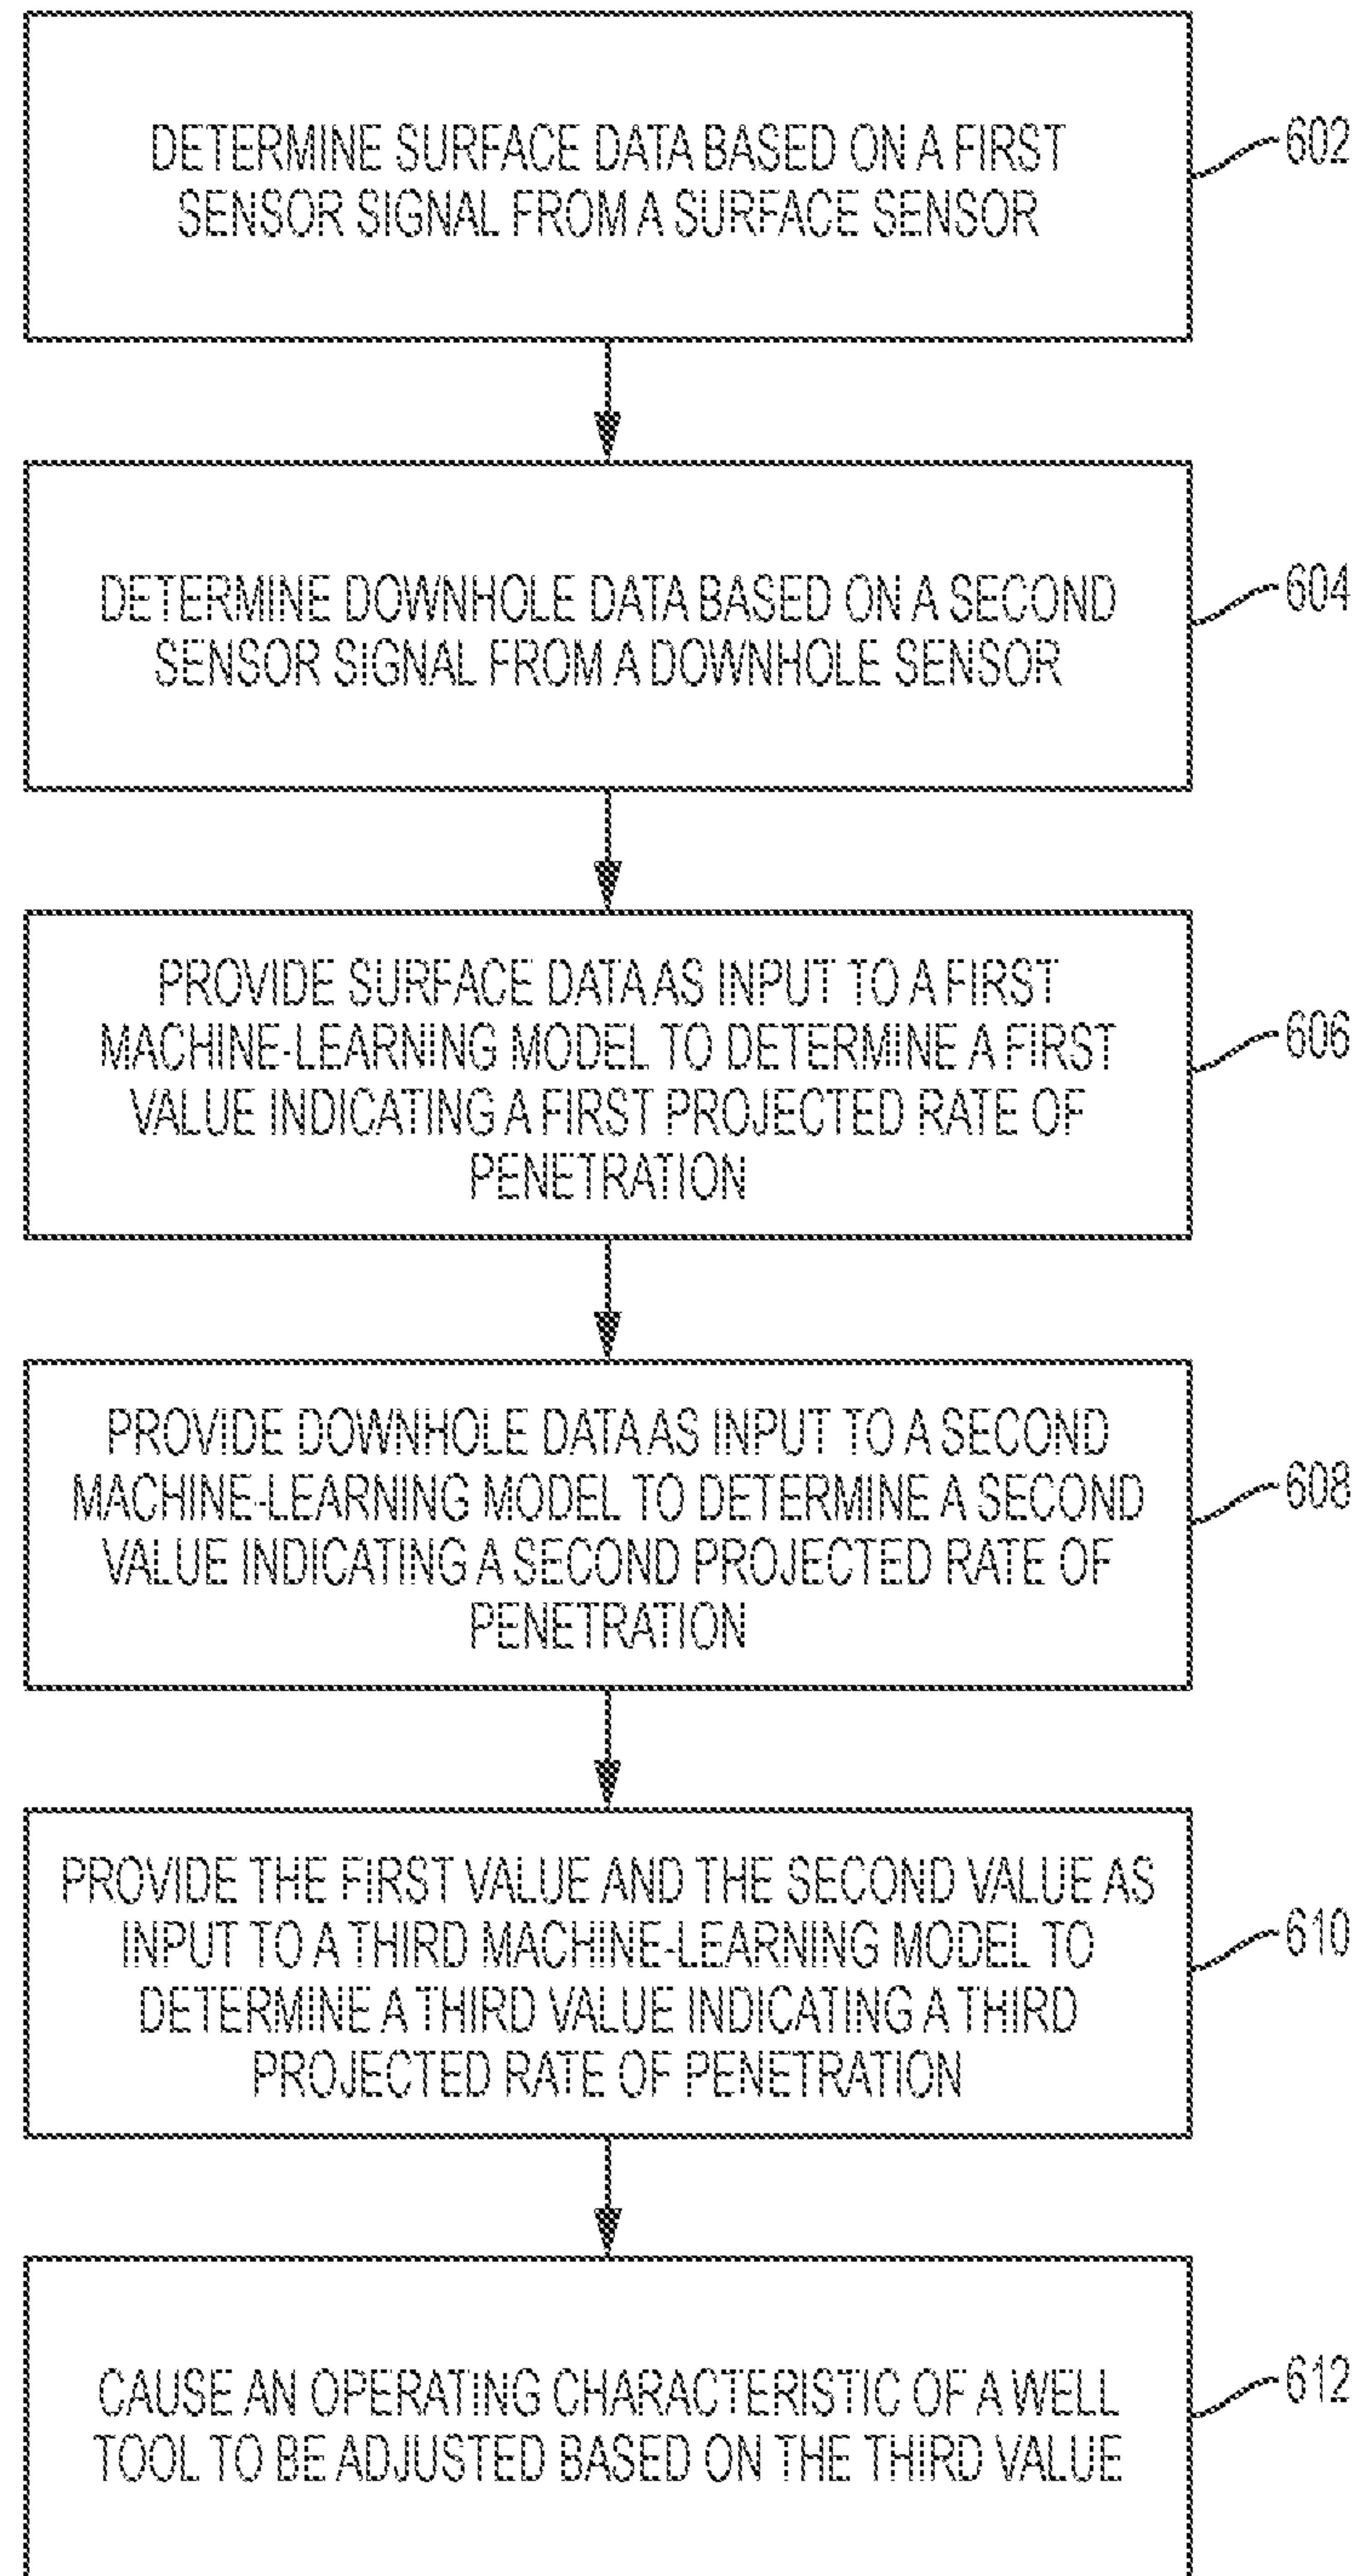 DETERMINE SURFACE DATA BASED ON A FIRST
SENSOR SIGNAL FROM A SURFACE SENSOR
602
DETERMINE DOWNHOLE DATA BASED ON A SECOND
SENSOR SIGNAL FROM A DOWNHOLE SENSOR
604
PROVIDE SURFACE DATA AS INPUT TO A FIRST
MACHINE-LEARNING MODEL TO DETERMINE A FIRST
VALUE INDICATING A FIRST PROJECTED RATE OF
PENETRATION
606
PROVIDE DOWNHOLE DATA AS INPUT TO A SECOND
MACHINE-LEARNING MODEL TO DETERMINE A SECOND
VALUE INDICATING A SECOND PROJECTED RATE OF
PENETRATION
608
PROVIDE THE FIRST VALUE AND THE SECOND VALUE AS
INPUT TO A THIRD MACHINE-LEARNING MODEL TO
DETERMINE A THIRD VALUE INDICATING A THIRD
PROJECTED RATE OF PENETRATION
610
CAUSE AN OPERATING CHARACTERISTIC OF A WELL
TOOL TO BE ADJUSTED BASED ON THE THIRD VALUE
612